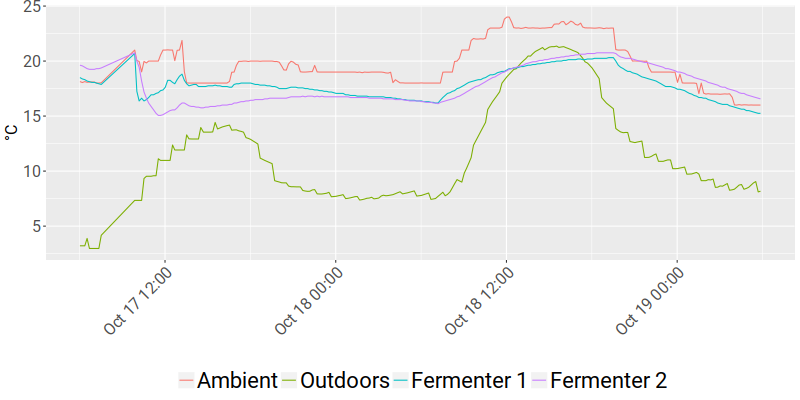 25
20
15
10
5
°C
Oct 17 12:00
Oct 18 00:00
Oct 18 12:00
Oct 19 00:00
Ambient Outdoors Fermenter 1 Fermenter 2